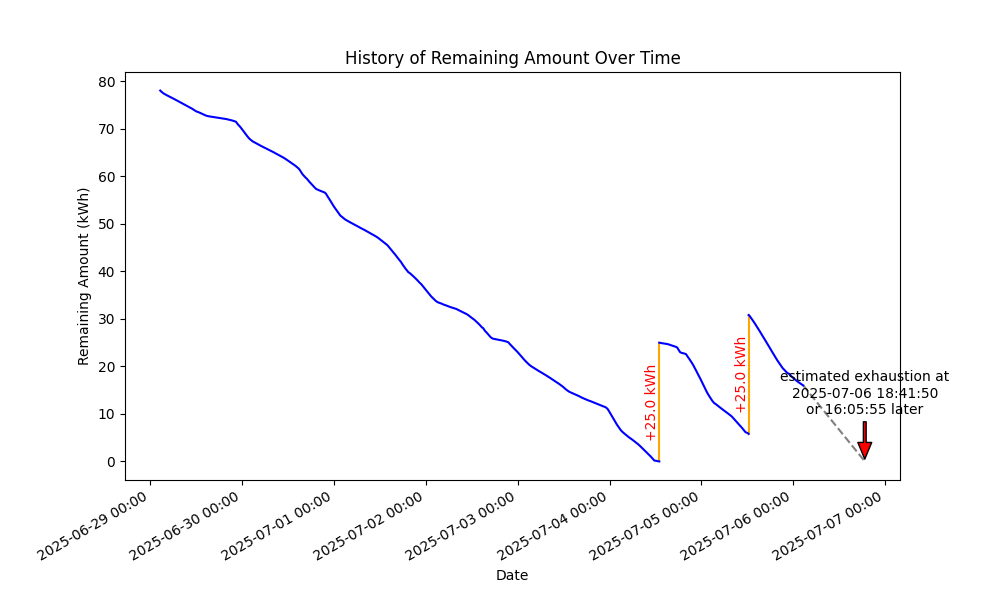 History of Remaining Amount Over Time
Remaining Amount (kWh)
80
70
60
50
40
30
20
10
0
+25.0 kWh
+25.0 kWh
estimated exhaustion at
2025-07-06 18:41:50
or 16:05:55 later
2025-06-29 00:00
2025-06-30 00:00
2025-07-01 00:00
2025-07-02 00:00
2025-07-03 00:00
2025-07-04 00:00
2025-07-05 00:00
2025-07-06 00:00
2025-07-07 00:00
Date